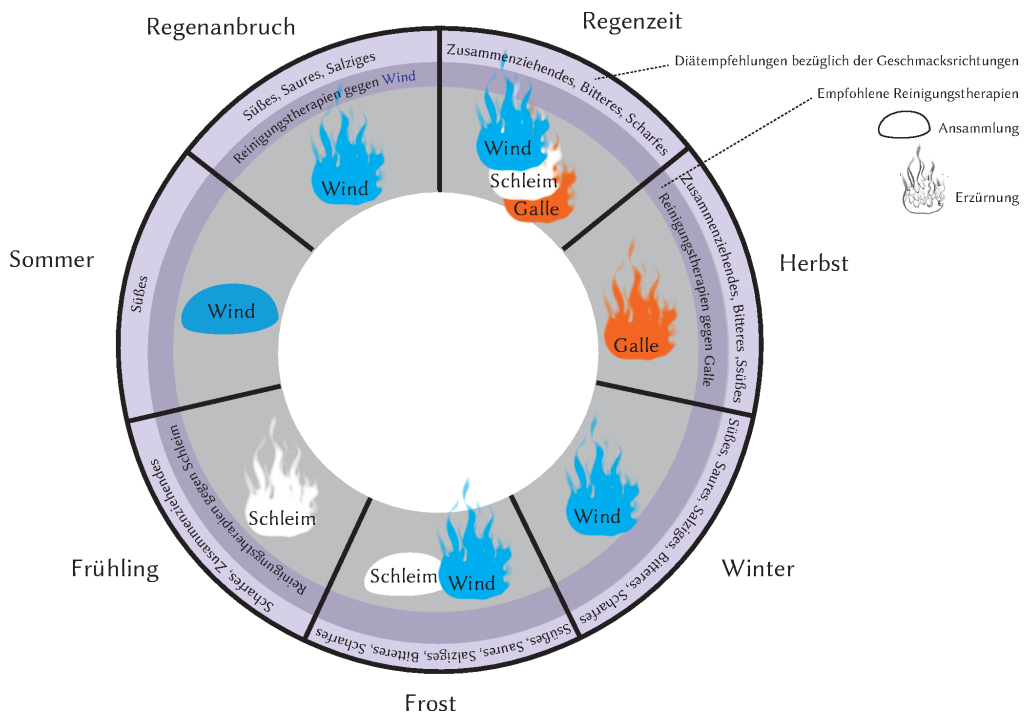 Regenanbruch
Regenzeit
Süßes, Saures, Salziges
Reinigungstherapien gegen Wind
Wind
Zusammenziehendes, Bitteres, Scharfes
Wind
Schleim
Galle
Diätempfehlungen bezüglich der Geschmacksrichtungen
Empfohlene Reinigungstherapien
Ansammlung
Erzürnung
Herbst
Zusammenziehendes, Bitteres ,Ssüßes
Reinigungstherapien gegen Galle
Galle
Winter
Süßes, Saures, Salziges, Bitteres, Scharfes
Wind
Frost
Ssüßes, Saures, Salziges, Bitteres, Scharfes
Schleim
Wind
Frühling
Scharfes, Zusammenziehendes
Reinigungstherapien gegen Schleim
Schleim
Sommer
Süßes
Wind